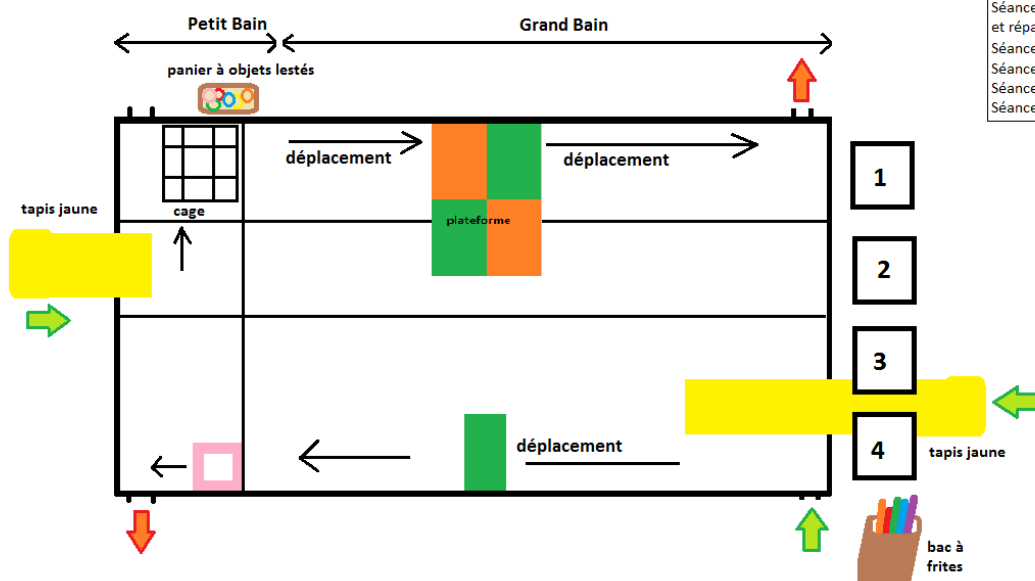 Séance
et répa
Séance
Séance
Séance
Séance
Petit Bain
Grand Bain
panier à objets lestés
déplacement
déplacement
1
tapis jaune
cage
plateforme
2
3
déplacement
4
tapis jaune
bac à
frites